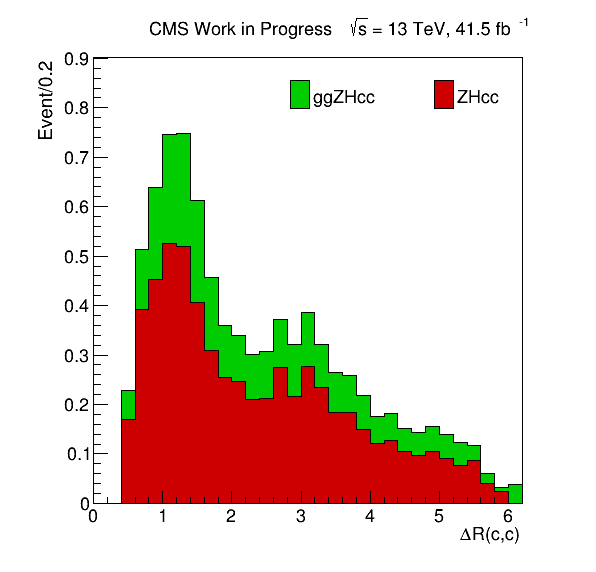 CMS Work in Progress √s = 13 TeV, 41.5 fb⁻¹
Event/0.2
ggZHcc ZHcc
0.9
0.8
0.7
0.6
0.5
0.4
0.3
0.2
0.1
0
0 1 2 3 4 5 6
ΔR(c,c)